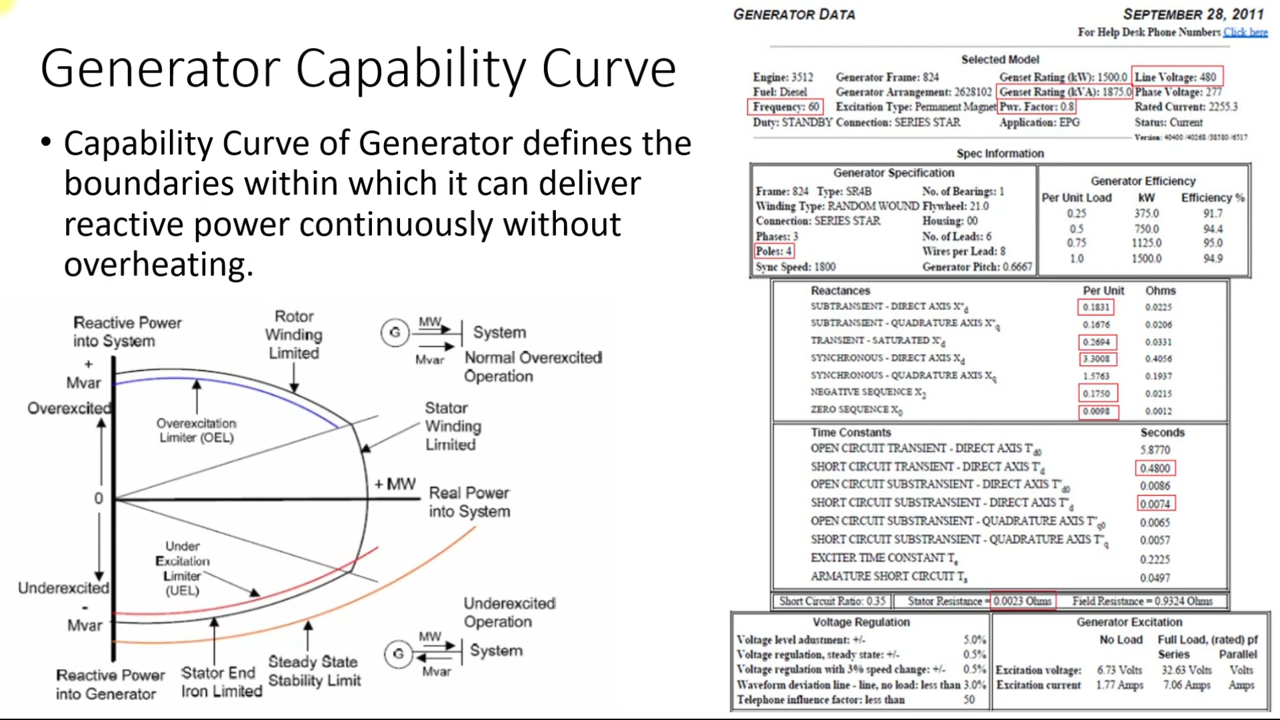 Generator Capability Curve
• Capability Curve of Generator defines the
boundaries within which it can deliver
reactive power continuously without
overheating.
Reactive Power
into System
+
Mvar
Overexcited
0
Underexcited
-
Mvar
Reactive Power
into Generator
Rotor
Winding
Limited
Overexcitation
Limiter (OEL)
G
MW
Mvar
System
Normal Overexcited
Operation
Stator
Winding
Limited
+ MW
Real Power
into System
Under
Excitation
Limiter
(UEL)
Stator End
Iron Limited
Steady State
Stability Limit
Underexcited
Operation
G
MW
Mvar
System
GENERATOR DATA
SEPTEMBER 28, 2011
For Help Desk Phone Numbers Click here
Selected Model
Engine: 3512 Generator Frame: 824 Genset Rating (kW): 1500.0 Line Voltage: 480
Fuel: Diesel Generator Arrangement: 2628102 Genset Rating (kVA): 1875.0 Phase Voltage: 277
Frequency: 60 Excitation Type: Permanent Magnet Pwr. Factor: 0.8 Rated Current: 2255.3
Duty: STANDBY Connection: SERIES STAR Application: EPG Status: Current
Version: 40400 /40268 /38580 /6517
Spec Information
Generator Specification
Frame: 824 Type: SR4B No. of Bearings: 1
Winding Type: RANDOM WOUND Flywheel: 21.0
Connection: SERIES STAR Housing: 00
Phases: 3 No. of Leads: 6
Poles: 4 Wires per Lead: 8
Sync Speed: 1800 Generator Pitch: 0.6667
Generator Efficiency
Per Unit Load kW Efficiency %
0.25 375.0 91.7
0.5 750.0 94.4
0.75 1125.0 95.0
1.0 1500.0 94.9
Reactances Per Unit Ohms
SUBTRANSIENT - DIRECT AXIS X"d 0.1831 0.0225
SUBTRANSIENT - QUADRATURE AXIS X"q 0.1676 0.0206
TRANSIENT - SATURATED X'd 0.2694 0.0331
SYNCHRONOUS - DIRECT AXIS Xd 3.3008 0.4056
SYNCHRONOUS - QUADRATURE AXIS Xq 1.5763 0.1937
NEGATIVE SEQUENCE X2 0.1750 0.0215
ZERO SEQUENCE X0 0.0098 0.0012
Time Constants Seconds
OPEN CIRCUIT TRANSIENT - DIRECT AXIS T'd0 5.8770
SHORT CIRCUIT TRANSIENT - DIRECT AXIS T'd 0.4800
OPEN CIRCUIT SUBSTRANSIENT - DIRECT AXIS T"d0 0.0086
SHORT CIRCUIT SUBSTRANSIENT - DIRECT AXIS T"d 0.0074
OPEN CIRCUIT SUBSTRANSIENT - QUADRATURE AXIS T"q0 0.0065
SHORT CIRCUIT SUBSTRANSIENT - QUADRATURE AXIS T"q 0.0057
EXCITER TIME CONSTANT Te 0.2225
ARMATURE SHORT CIRCUIT Ta 0.0497
Short Circuit Ratio: 0.35 Stator Resistance = 0.0023 Ohms Field Resistance = 0.9324 Ohms
Voltage Regulation
Voltage level adustment: +/- 5.0%
Voltage regulation, steady state: +/- 0.5%
Voltage regulation with 3% speed change: +/- 0.5%
Waveform deviation line - line, no load: less than 3.0%
Telephone influence factor: less than 50
Generator Excitation
No Load Full Load, (rated) pf
Series Parallel
Excitation voltage: 6.73 Volts 32.63 Volts Volts
Excitation current 1.77 Amps 7.06 Amps Amps